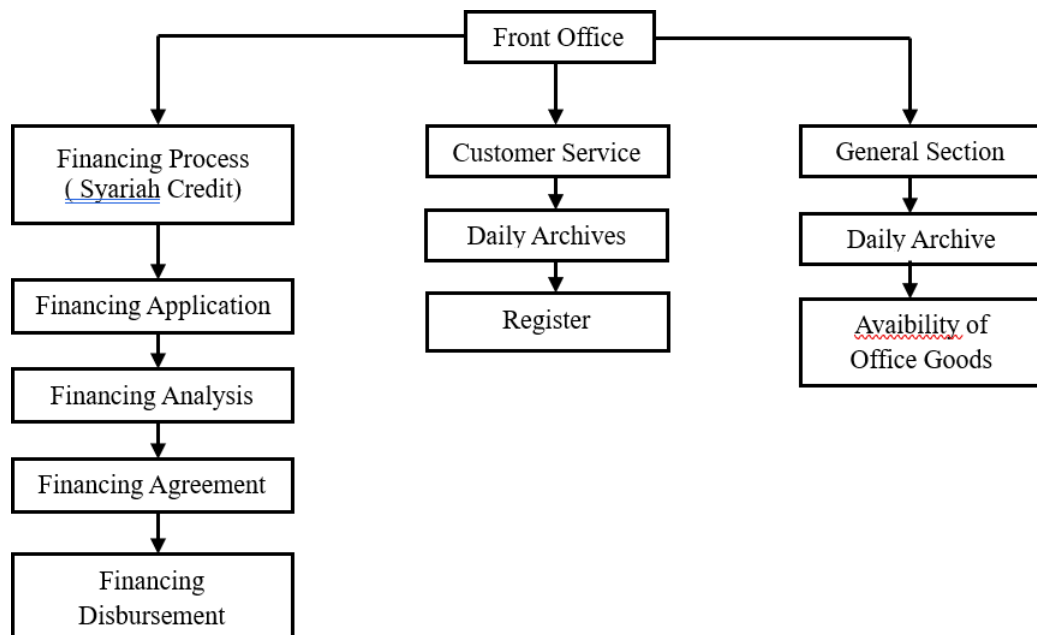 Front Office
Financing Process
( Syariah Credit)
Financing Application
Financing Analysis
Financing Agreement
Financing
Disbursement
Customer Service
Daily Archives
Register
General Section
Daily Archive
Avaibility of
Office Goods